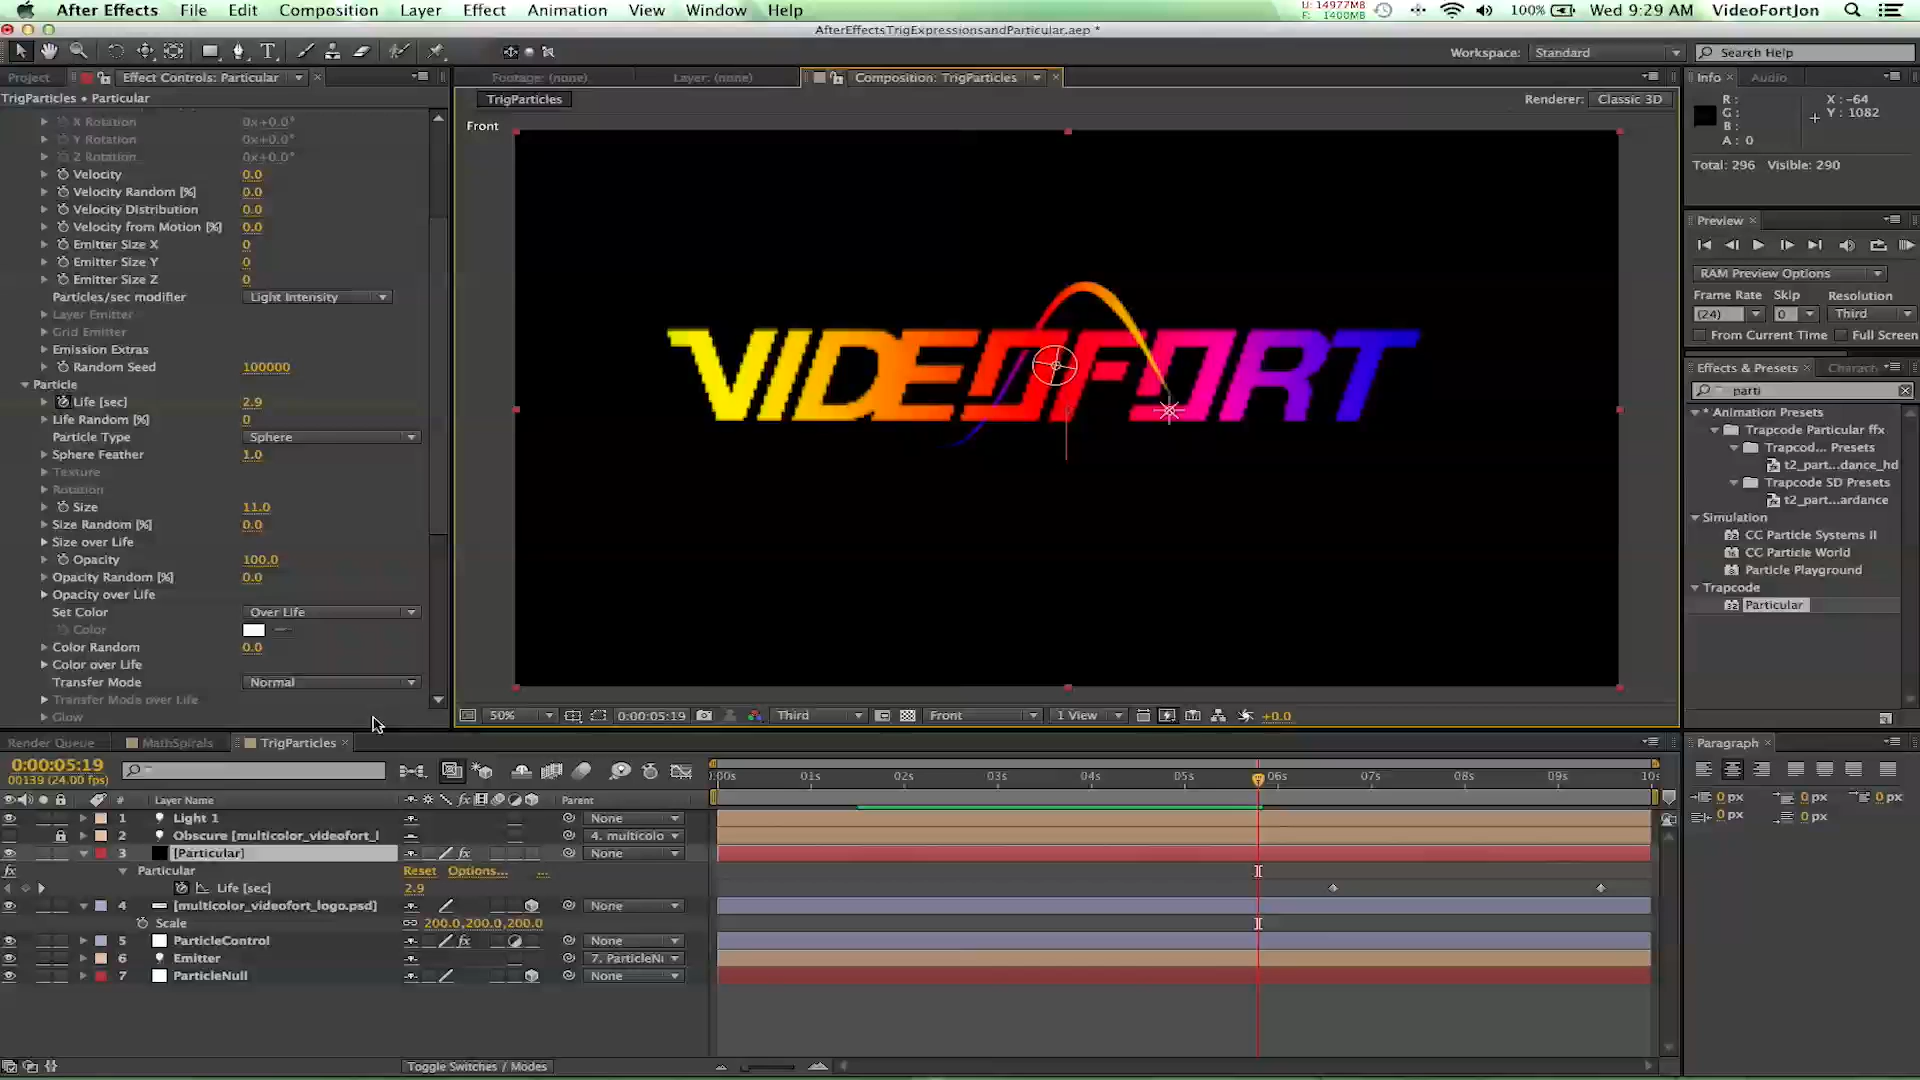 After Effects File Edit Composition Layer Effect Animation View Window Help U: 14977MB F: 1400MB 100% Wed 9:29 AM VideoFortJon
AfterEffectsTrigExpressionsandParticular.aep *
Workspace: Standard Search Help
Project Effect Controls: Particular Footage: (none) Layer: (none) Composition: TrigParticles Info Audio
TrigParticles • Particular
TrigParticles Renderer: Classic 3D
Front
R: X : -64
G: Y : 1082
B:
A: 0
Total: 296 Visible: 290
X Rotation 0x+0.0°
Y Rotation 0x+0.0°
Z Rotation 0x+0.0°
Velocity 0.0
Velocity Random [%] 0.0
Velocity Distribution 0.0
Velocity from Motion [%] 0.0
Emitter Size X 0
Emitter Size Y 0
Emitter Size Z 0
Particles/sec modifier Light Intensity
Layer Emitter
Grid Emitter
Emission Extras
Random Seed 100000
Particle
Life [sec] 2.9
Life Random [%] 0
Particle Type Sphere
Sphere Feather 1.0
Texture
Rotation
Size 11.0
Size Random [%] 0.0
Size over Life
Opacity 100.0
Opacity Random [%] 0.0
Opacity over Life
Set Color Over Life
Color
Color Random 0.0
Color over Life
Transfer Mode Normal
Transfer Mode over Life
Glow
VIDEOFORT
50% 0:00:05:19 Third Front 1 View +0.0
Preview
RAM Preview Options
Frame Rate Skip Resolution
(24) 0 Third
From Current Time Full Screen
Effects & Presets Charact
parti
* Animation Presets
Trapcode Particular ffx
Trapcod... Presets
t2_part...dance_hd
Trapcode SD Presets
t2_part...ardance
Simulation
CC Particle Systems II
CC Particle World
Particle Playground
Trapcode
Particular
Render Queue MathSpirals TrigParticles
0:00:05:19
00139 (24.00 fps)
:00s 01s 02s 03s 04s 05s 06s 07s 08s 09s 10s
# Layer Name Parent
1 Light 1 None
2 Obscure [multicolor_videofort_l 4. multicolo
3 [Particular] None
Particular Reset Options... ...
Life [sec] 2.9
4 [multicolor_videofort_logo.psd] None
Scale 200.0,200.0,200.0
5 ParticleControl None
6 Emitter 7. ParticleNu
7 ParticleNull None
Toggle Switches / Modes
Paragraph
0 px 0 px 0 px
0 px 0 px